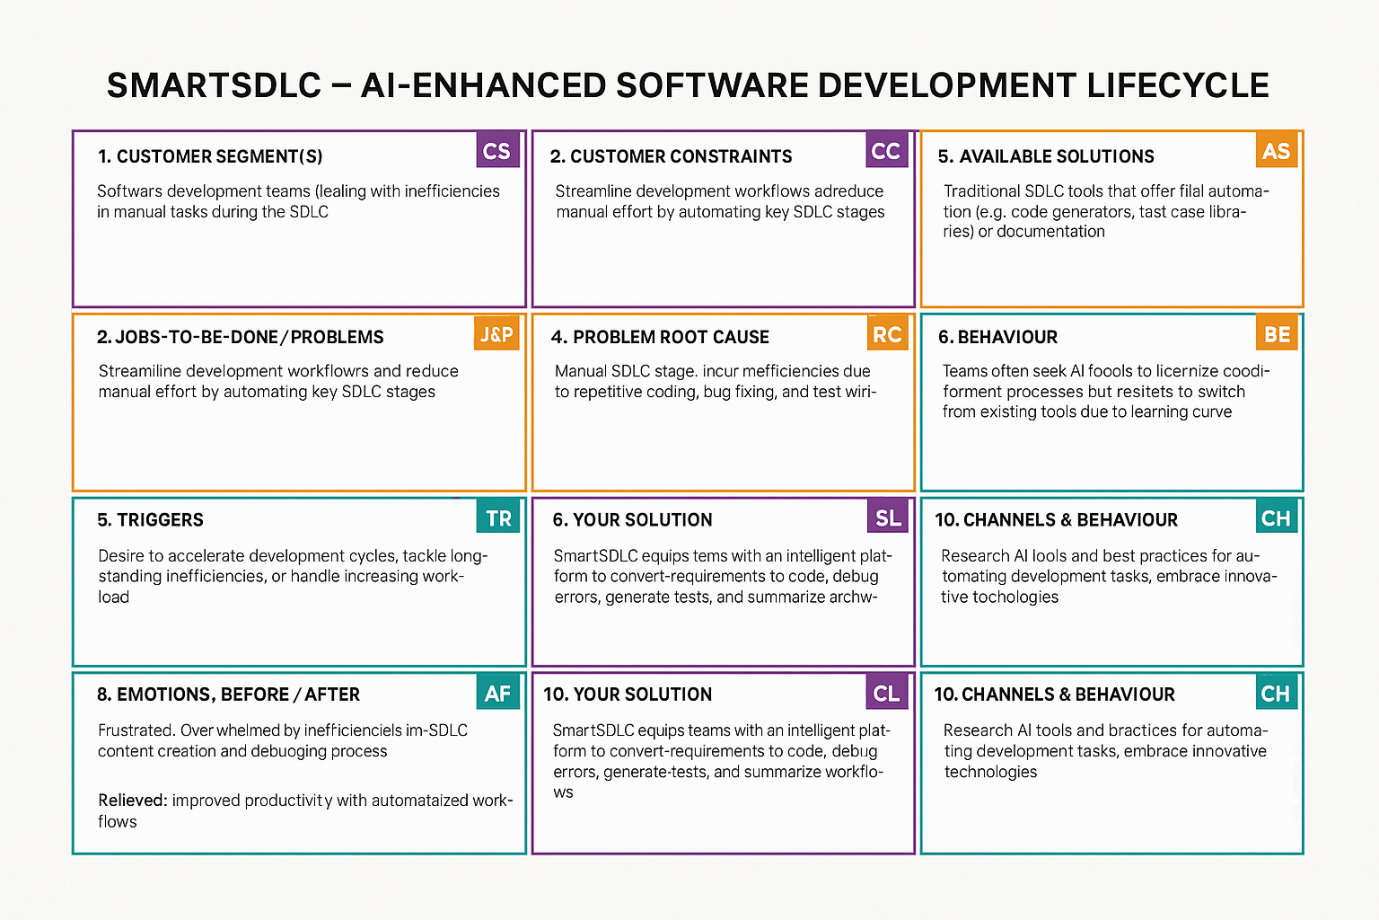 SMARTSDLC – AI-ENHANCED SOFTWARE DEVELOPMENT LIFECYCLE
1. CUSTOMER SEGMENT(S)
CS
Softwars development teams (lealing with inefficiencies
in manual tasks during the SDLC
2. CUSTOMER CONSTRAINTS
CC
Streamline development workflows adreduce
manual effort by automating key SDLC stages
5. AVAILABLE SOLUTIONS
AS
Traditional SDLC tools that offer filal automa-
tion (e.g. code generators, tast case libra-
ries) or documentation
2. JOBS-TO-BE-DONE/PROBLEMS
J&P
Streamiline development workflowrs and reduce
manual effort by automating key SDLC stages
4. PROBLEM ROOT CAUSE
RC
Manual SDLC stage. incur mefficiencies due
to repetitive coding, bug fixing, and test wiri-
6. BEHAVIOUR
BE
Teams often seek AI foools to licernize coodi-
forment processes but resitets to switch
from existing tools due to learning curve
5. TRIGGERS
TR
Desire to accelerate development cycles, tackle long-
standing inefficiencies, or handle increasing work-
load
6. YOUR SOLUTION
SL
SmartSDLC equips tems with an intelligent plat-
form to convert-requirements to code, debug
errors, generate tests, and summarize archw-
10. CHANNELS & BEHAVIOUR
CH
Research AI lools and best practices for au-
tomating development tasks, embrace innova-
tive tochologies
8. EMOTIONS, BEFORE / AFTER
AF
Frustrated. Over whelmed by inefficienciels im-SDLC
content creation and debuoging process
Relieved: improved productivity with automataized work-
flows
10. YOUR SOLUTION
CL
SmartSDLC equips teams with an intelligent plat-
form to convert-requirements to code, debug
errors, generate-tests, and summarize workflo-
ws
10. CHANNELS & BEHAVIOUR
CH
Research AI tools and bractices for automa-
ting development tasks, embrace innovative
technologies